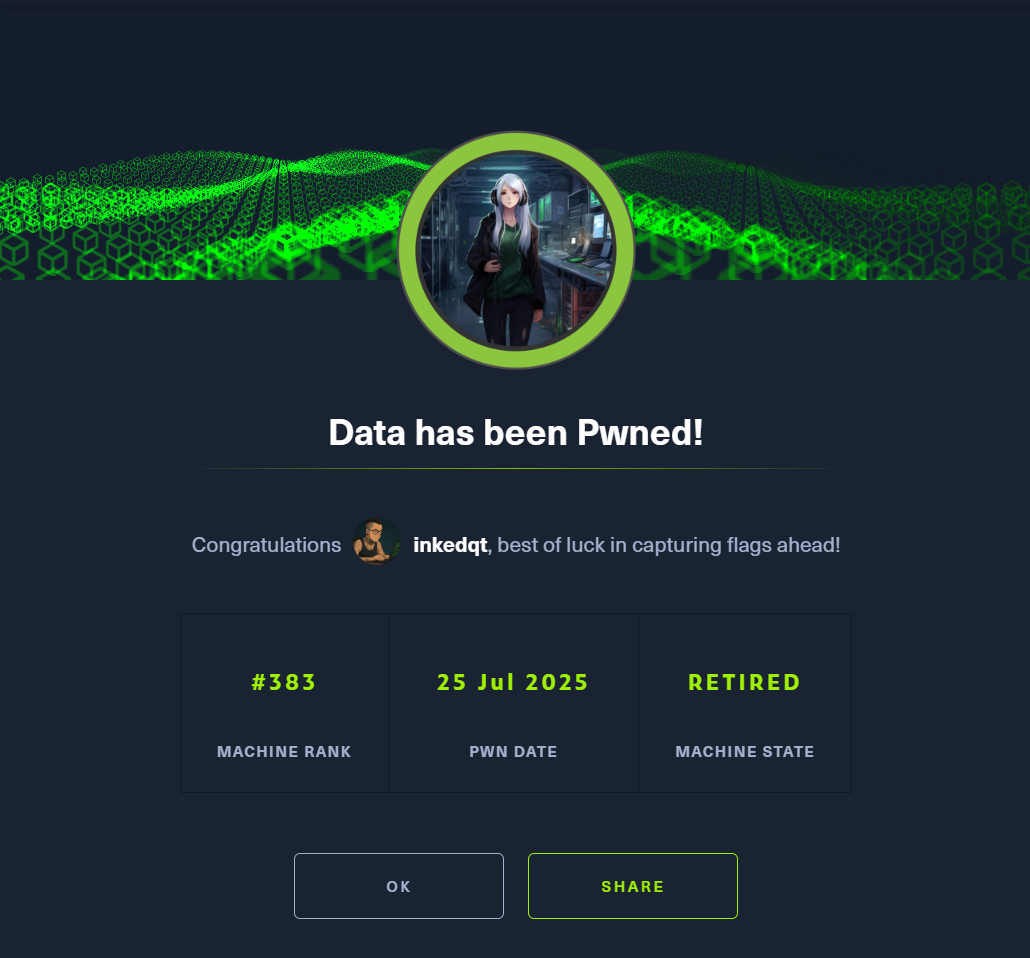 Data has been Pwned!
Congratulations inkedqt, best of luck in capturing flags ahead!
#383 25 Jul 2025 RETIRED
MACHINE RANK PWN DATE MACHINE STATE
OK SHARE